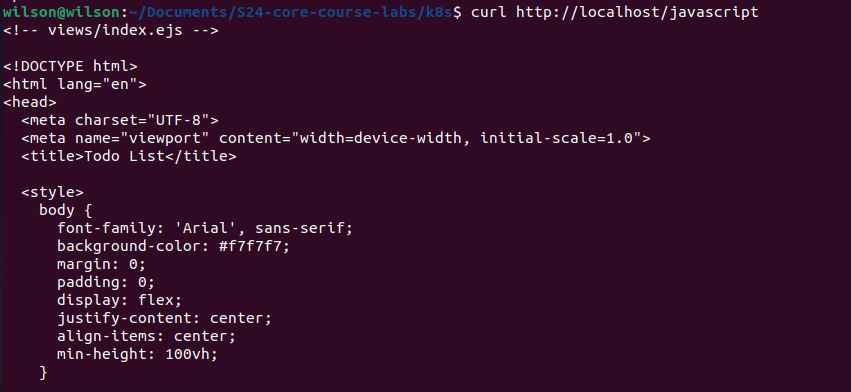 wilson@wilson:~/Documents/S24-core-course-labs/k8s$ curl http://localhost/javascript
<!-- views/index.ejs -->

<!DOCTYPE html>
<html lang="en">
<head>
  <meta charset="UTF-8">
  <meta name="viewport" content="width=device-width, initial-scale=1.0">
  <title>Todo List</title>

  <style>
    body {
      font-family: 'Arial', sans-serif;
      background-color: #f7f7f7;
      margin: 0;
      padding: 0;
      display: flex;
      justify-content: center;
      align-items: center;
      min-height: 100vh;
    }